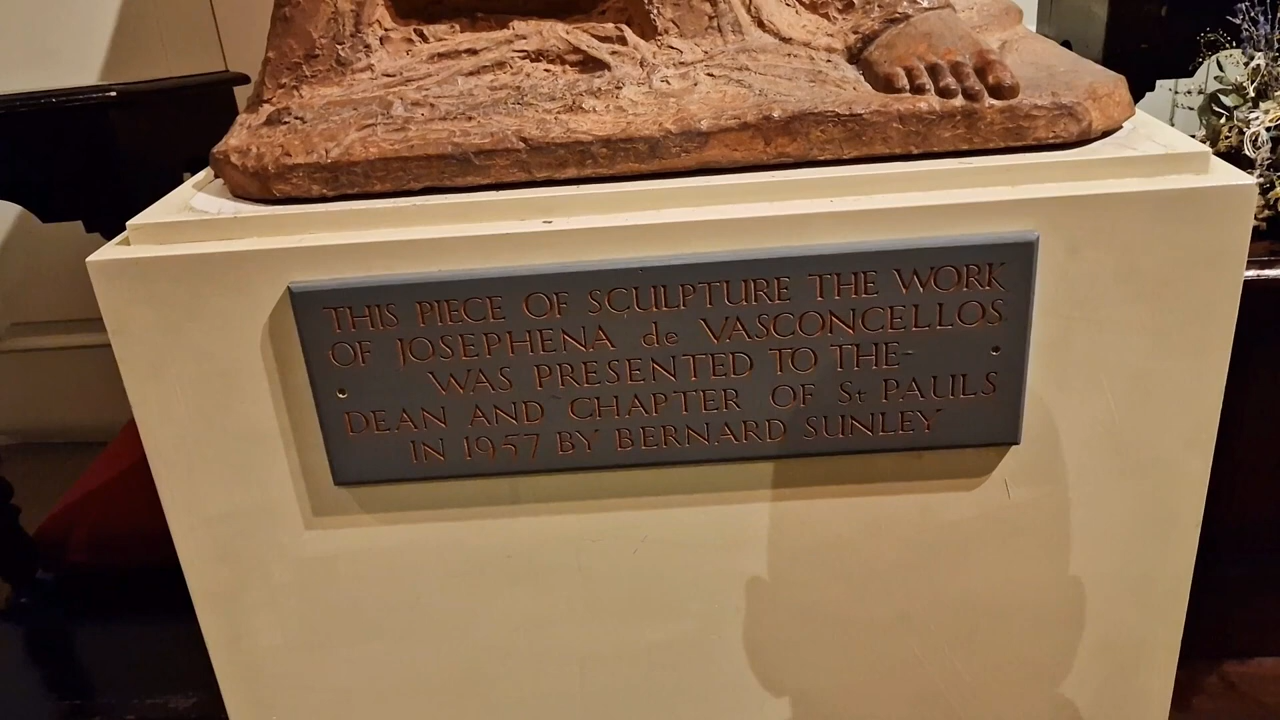 THIS PIECE OF SCULPTURE THE WORK
OF JOSEPHENA de VASCONCELLOS
WAS PRESENTED TO THE-
DEAN AND CHAPTER OF St PAULS
IN 1957 BY BERNARD SUNLEY